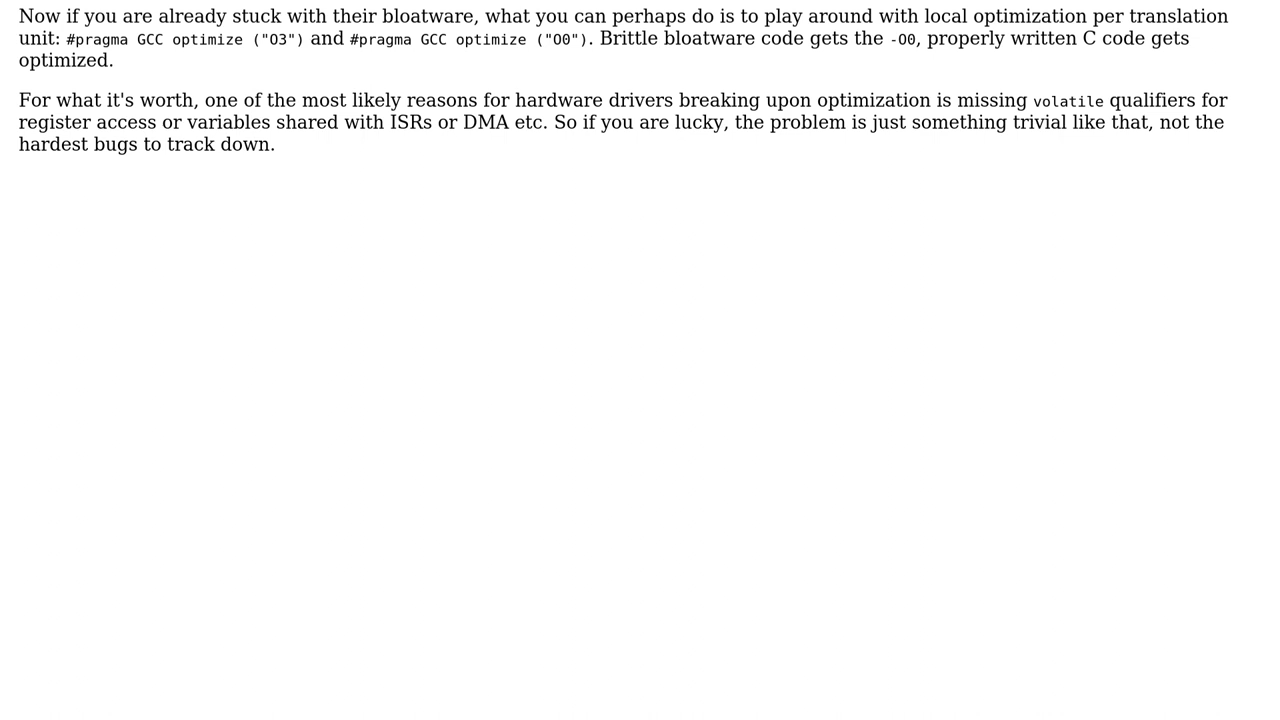 Now if you are already stuck with their bloatware, what you can perhaps do is to play around with local optimization per translation
unit: #pragma GCC optimize ("O3") and #pragma GCC optimize ("O0"). Brittle bloatware code gets the -O0, properly written C code gets
optimized.
For what it's worth, one of the most likely reasons for hardware drivers breaking upon optimization is missing volatile qualifiers for
register access or variables shared with ISRs or DMA etc. So if you are lucky, the problem is just something trivial like that, not the
hardest bugs to track down.